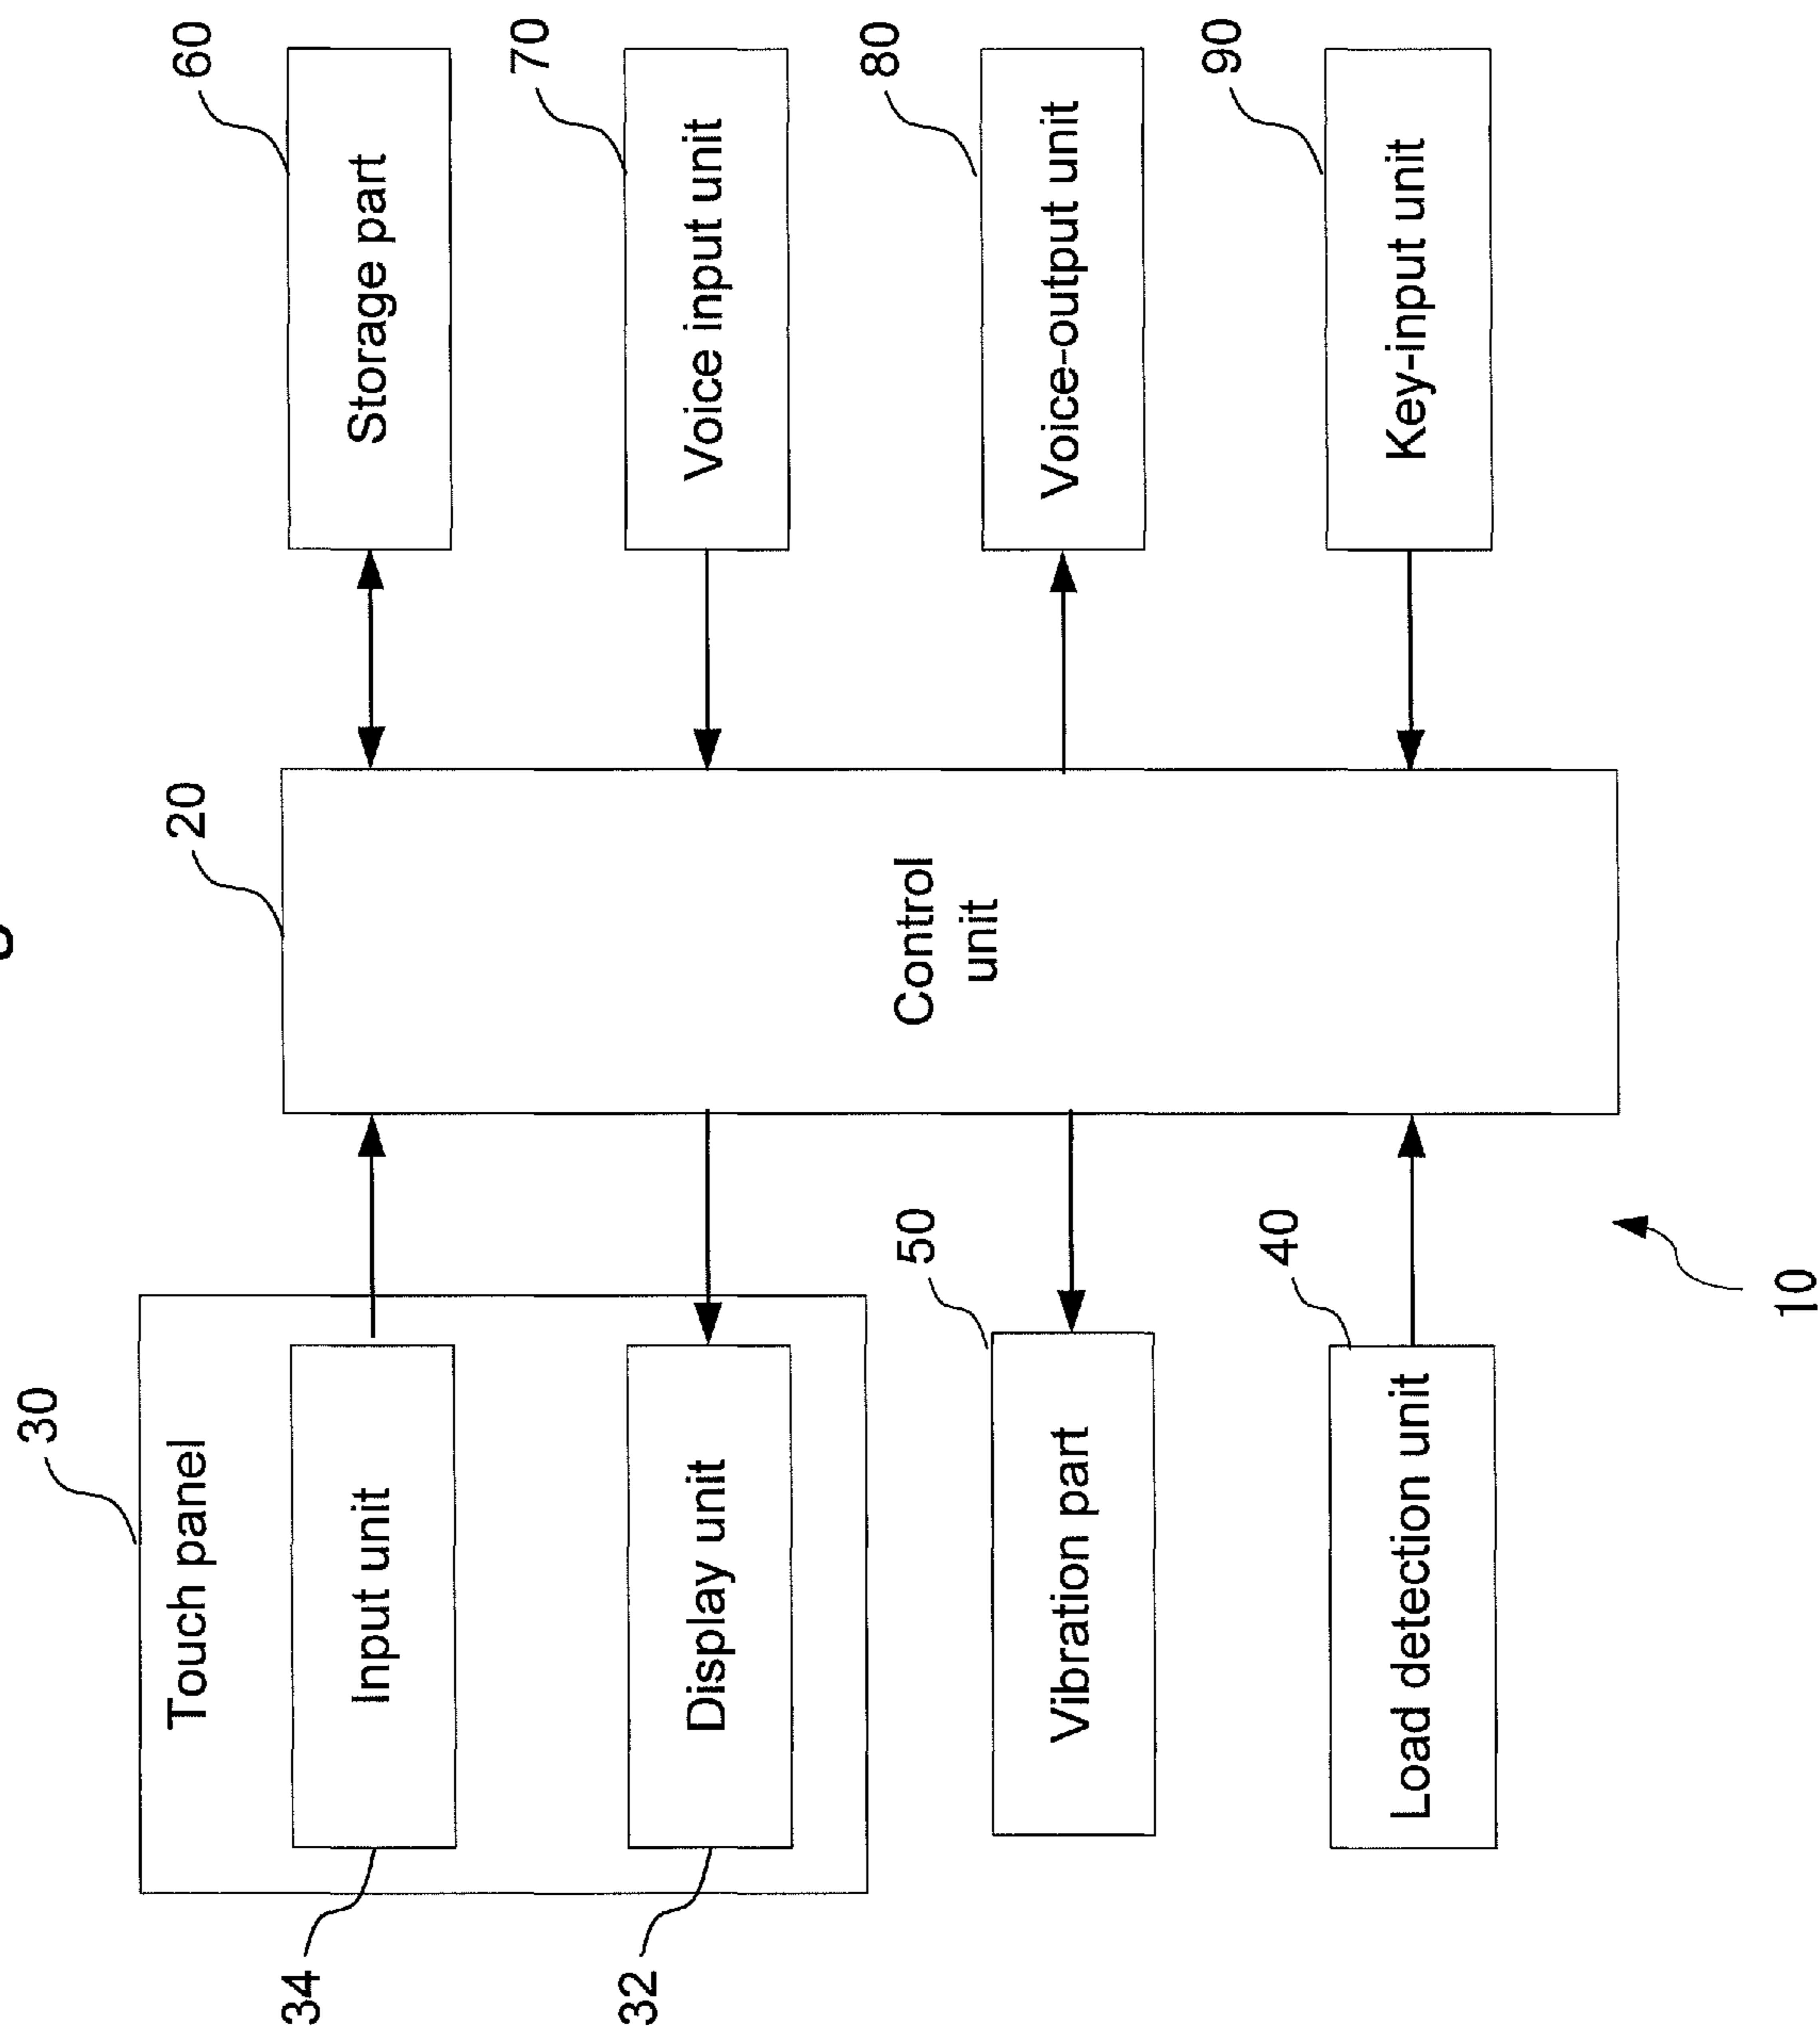 30
Touch panel
20
60
34
Input unit
Storage part
70
32
Display unit
Voice input unit
Control
unit
50
80
Vibration part
Voice-output unit
40
90
Load detection unit
Key-input unit
10